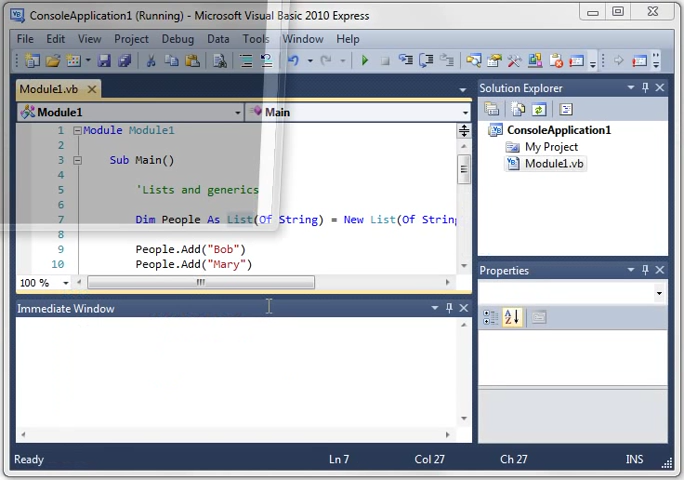 ConsoleApplication1 (Running) - Microsoft Visual Basic 2010 Express
File Edit View Project Debug Data Tools Window Help
Module1.vb
Module1 Main
1 Module Module1
2
3 Sub Main()
4
5 'Lists and generics
6
7 Dim People As List(Of String) = New List(Of String
8
9 People.Add("Bob")
10 People.Add("Mary")
100 %
Immediate Window
Solution Explorer
ConsoleApplication1
My Project
Module1.vb
Properties
Ready Ln 7 Col 27 Ch 27 INS